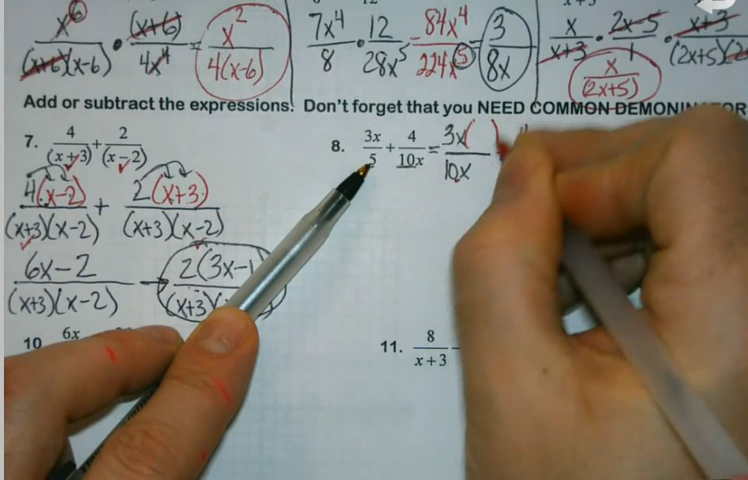 x⁶/(x+6)(x-6) • (x+6)/4x⁴ = x²/4(x-6)
7x⁴/8 • 12/28x⁵ = 84x⁴/224x⁵ = 3/8x
x/x+3 • 2x-5/1 • x+3/(2x+5)
x/(2x+5)
Add or subtract the expressions. Don't forget that you NEED COMMON
7. 4/(x+3) + 2/(x-2)
4(x-2)/(x+3)(x-2) + 2(x+3)/(x+3)(x-2)
6x-2/(x+3)(x-2) → 2(3x-1/(x+3)
8. 3x/5 + 4/10x = 3x( )/10x
10 6x
11. 8/x+3 -